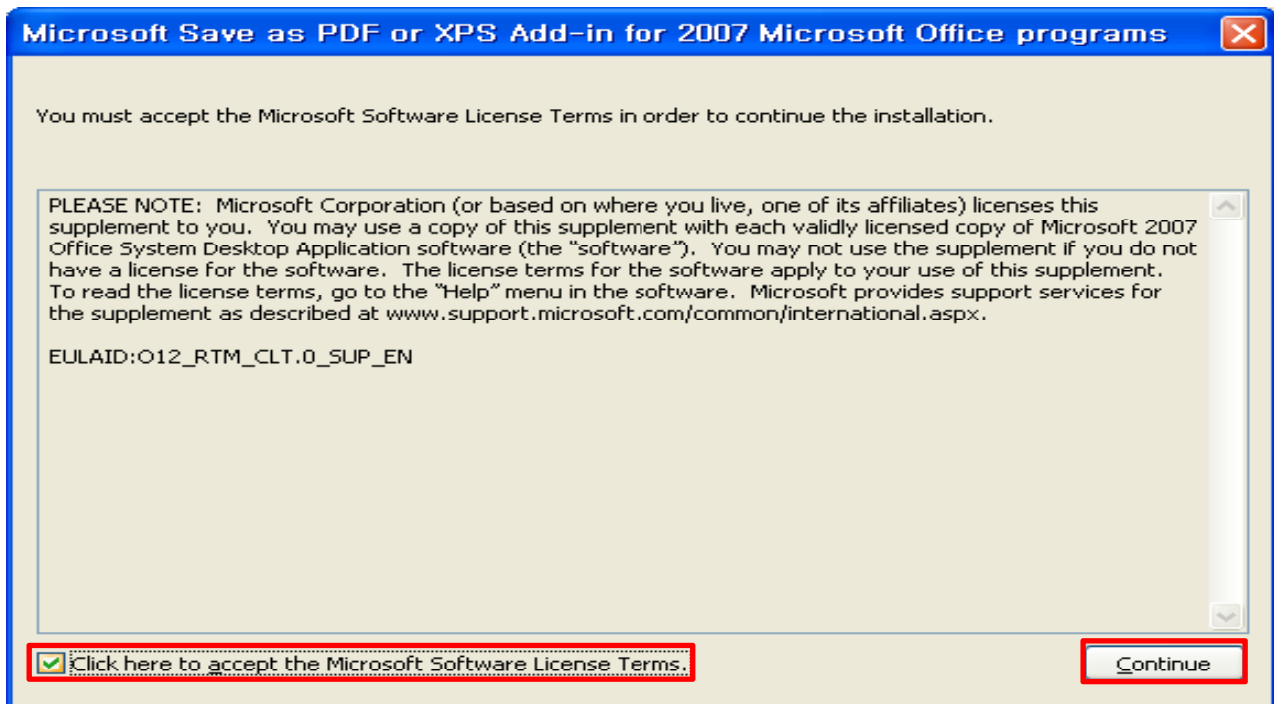 Microsoft Save as PDF or XPS Add-in for 2007 Microsoft Office programs
You must accept the Microsoft Software License Terms in order to continue the installation.
PLEASE NOTE:  Microsoft Corporation (or based on where you live, one of its affiliates) licenses this
supplement to you.  You may use a copy of this supplement with each validly licensed copy of Microsoft 2007
Office System Desktop Application software (the “software”).  You may not use the supplement if you do not
have a license for the software.  The license terms for the software apply to your use of this supplement.
To read the license terms, go to the “Help” menu in the software.  Microsoft provides support services for
the supplement as described at www.support.microsoft.com/common/international.aspx.
EULAID:O12_RTM_CLT.0_SUP_EN
Click here to accept the Microsoft Software License Terms.
Continue